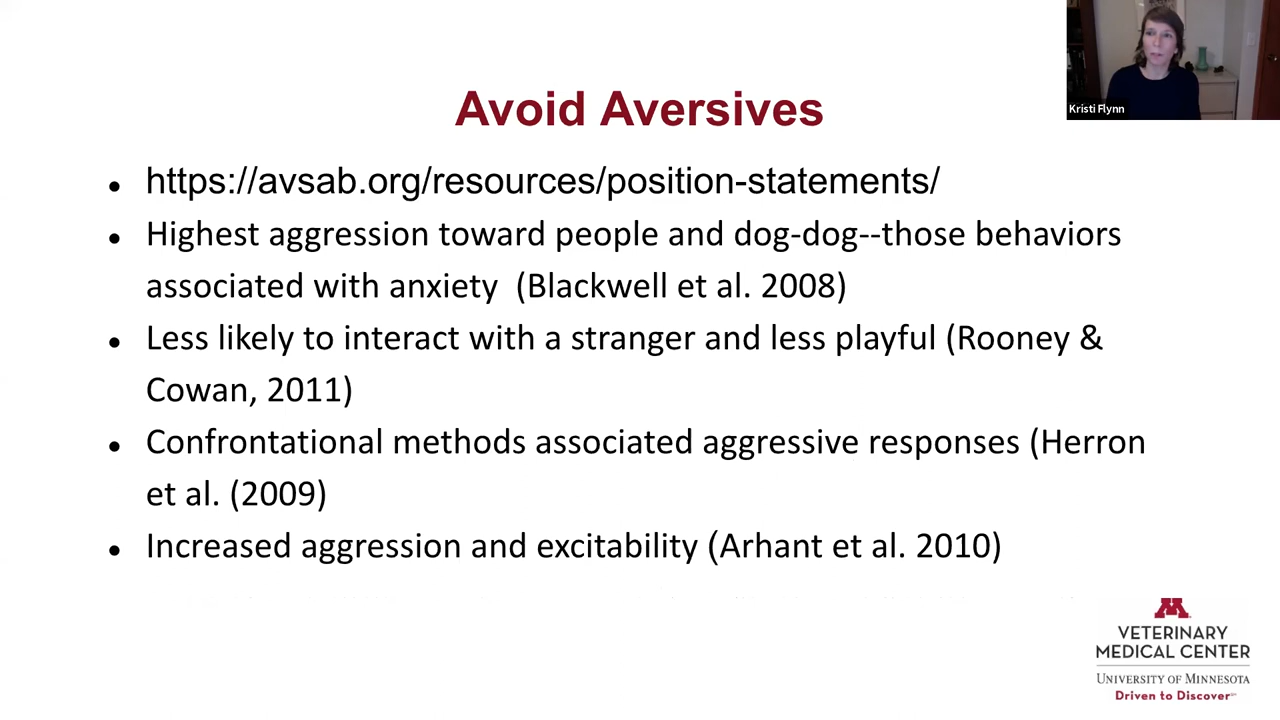 Avoid Aversives
Kristi Flynn
● https://avsab.org/resources/position-statements/
● Highest aggression toward people and dog-dog--those behaviors
associated with anxiety (Blackwell et al. 2008)
● Less likely to interact with a stranger and less playful (Rooney &
Cowan, 2011)
● Confrontational methods associated aggressive responses (Herron
et al. (2009)
● Increased aggression and excitability (Arhant et al. 2010)
M
VETERINARY
MEDICAL CENTER
UNIVERSITY OF MINNESOTA
Driven to Discover℠